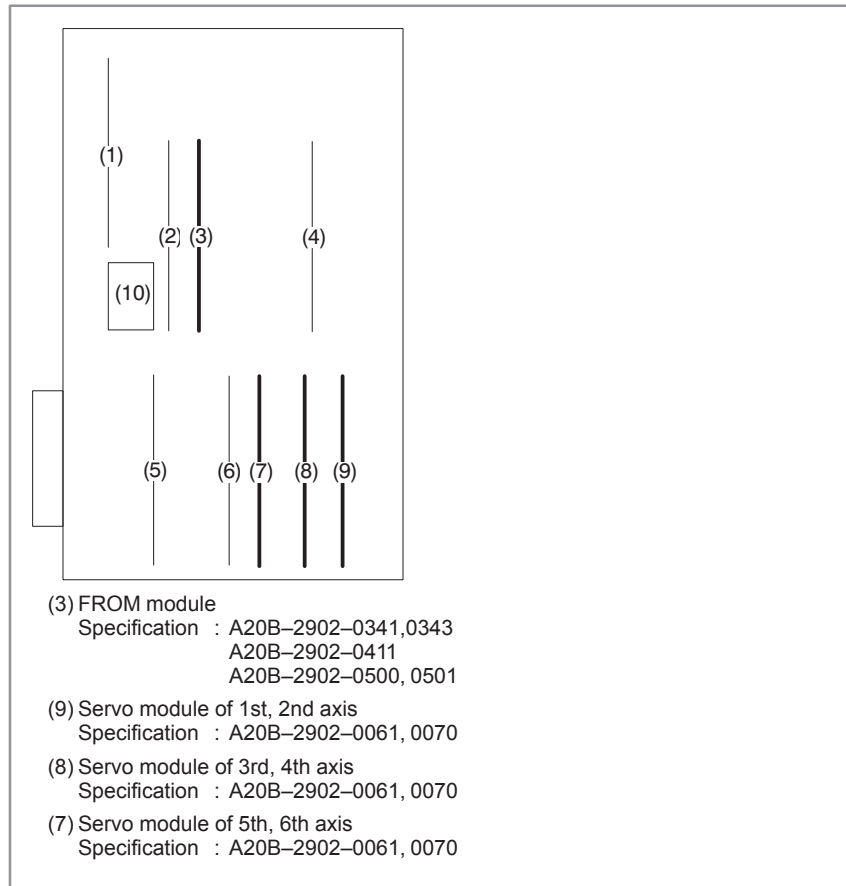 (1)
(2) (3) (4)
(10)
(5) (6) (7) (8) (9)
(3) FROM module
Specification : A20B–2902–0341,0343
A20B–2902–0411
A20B–2902–0500, 0501
(9) Servo module of 1st, 2nd axis
Specification : A20B–2902–0061, 0070
(8) Servo module of 3rd, 4th axis
Specification : A20B–2902–0061, 0070
(7) Servo module of 5th, 6th axis
Specification : A20B–2902–0061, 0070